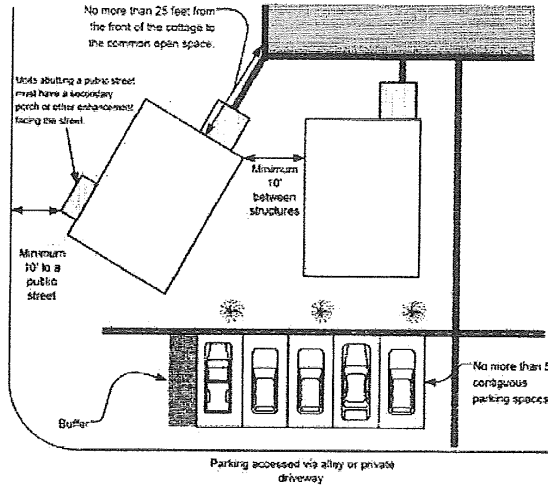 No more than 25 feet from
the front of the cottage to
the common open space.
Units abutting a public street
must have a secondary
porch or other enhancement
facing the street.
Minimum
10'
between
structures
Minimum
10' to a
public
street
No more than 5
contiguous
parking spaces
Buffer
Parking accessed via alley or private
driveway